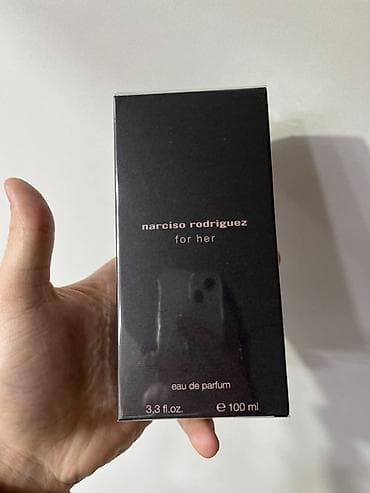 narciso rodriguez
for her
eau de parfum
3,3 fl.oz. ℮ 100 ml